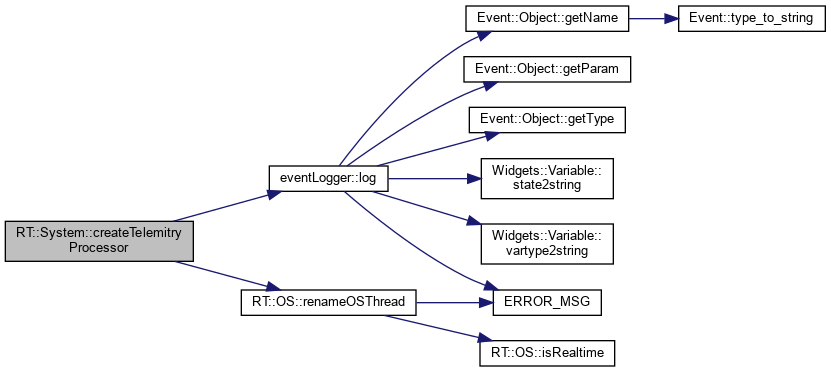 RT::System::createTelemitry
Processor
eventLogger::log
RT::OS::renameOSThread
Event::Object::getName
Event::Object::getParam
Event::Object::getType
Widgets::Variable::
state2string
Widgets::Variable::
vartype2string
ERROR_MSG
RT::OS::isRealtime
Event::type_to_string